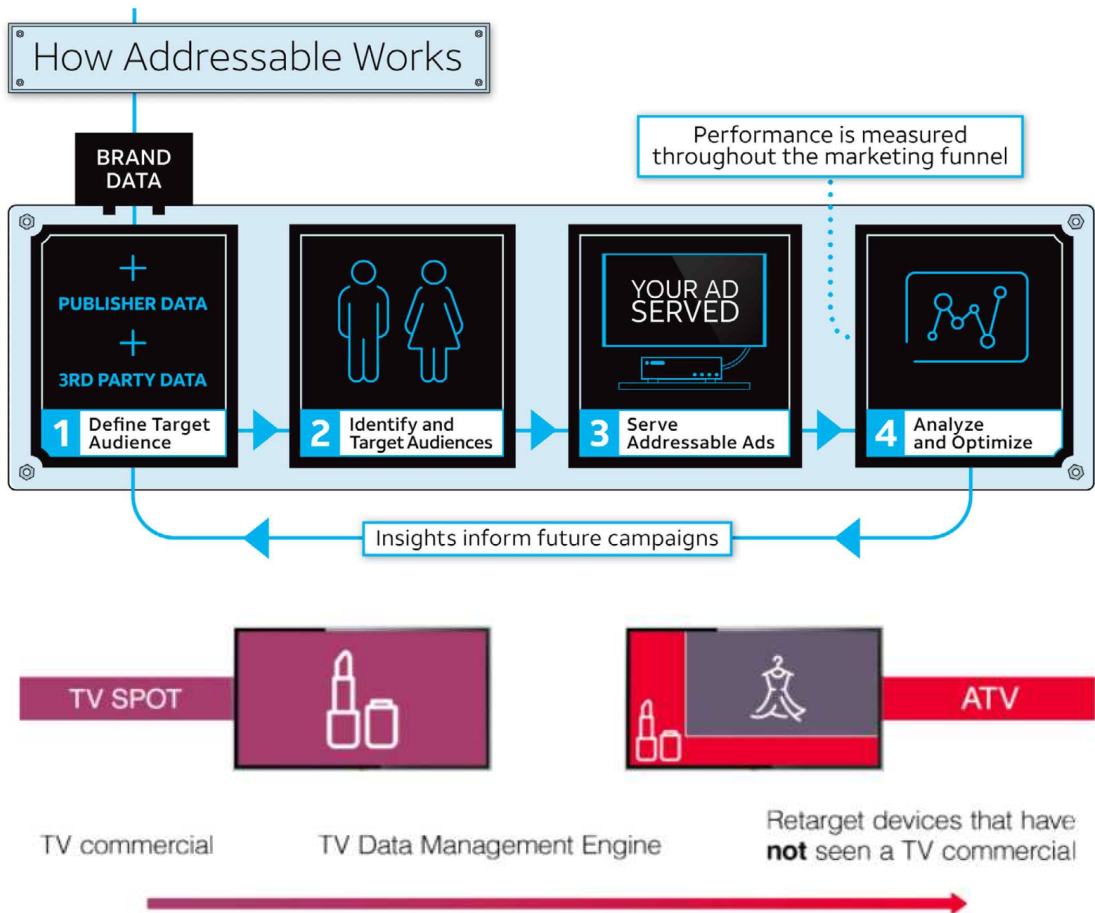 How Addressable Works
BRAND
DATA
Performance is measured
throughout the marketing funnel
+
PUBLISHER DATA
+
3RD PARTY DATA
1 Define Target
Audience
2 Identify and
Target Audiences
YOUR AD
SERVED
3 Serve
Addressable Ads
4 Analyze
and Optimize
Insights inform future campaigns
TV SPOT
ATV
TV commercial
TV Data Management Engine
Retarget devices that have
not seen a TV commercial